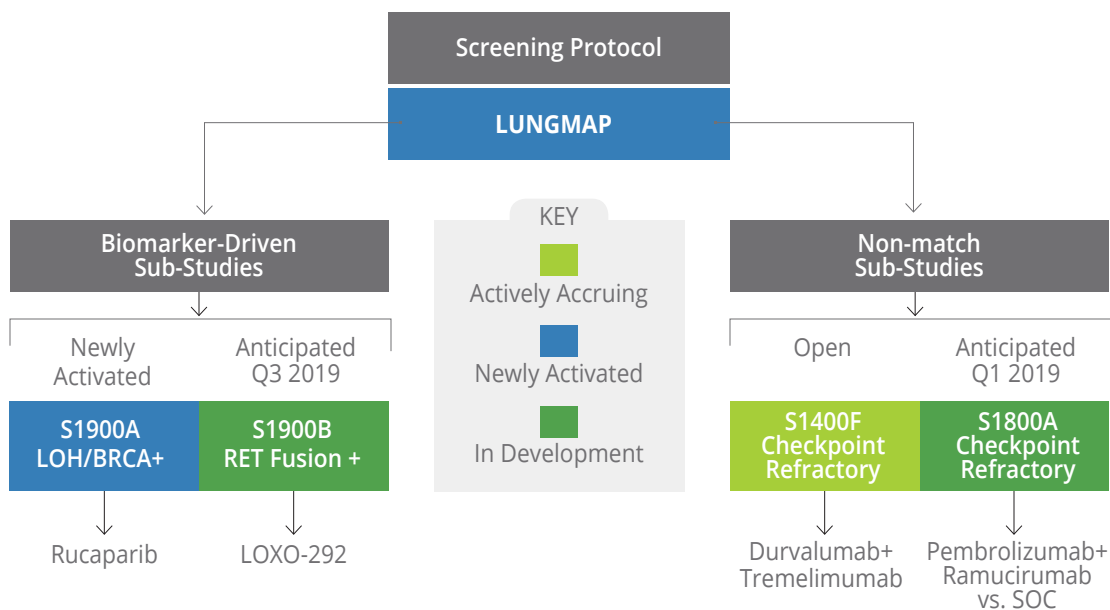 Screening Protocol
LUNGMAP
Biomarker-Driven
Sub-Studies
Newly
Activated
Anticipated
Q3 2019
S1900A
LOH/BRCA+
S1900B
RET Fusion +
Rucaparib
LOXO-292
KEY
Actively Accruing
Newly Activated
In Development
Non-match
Sub-Studies
Open
Anticipated
Q1 2019
S1400F
Checkpoint
Refractory
S1800A
Checkpoint
Refractory
Durvalumab+
Tremelimumab
Pembrolizumab+
Ramucirumab
vs. SOC